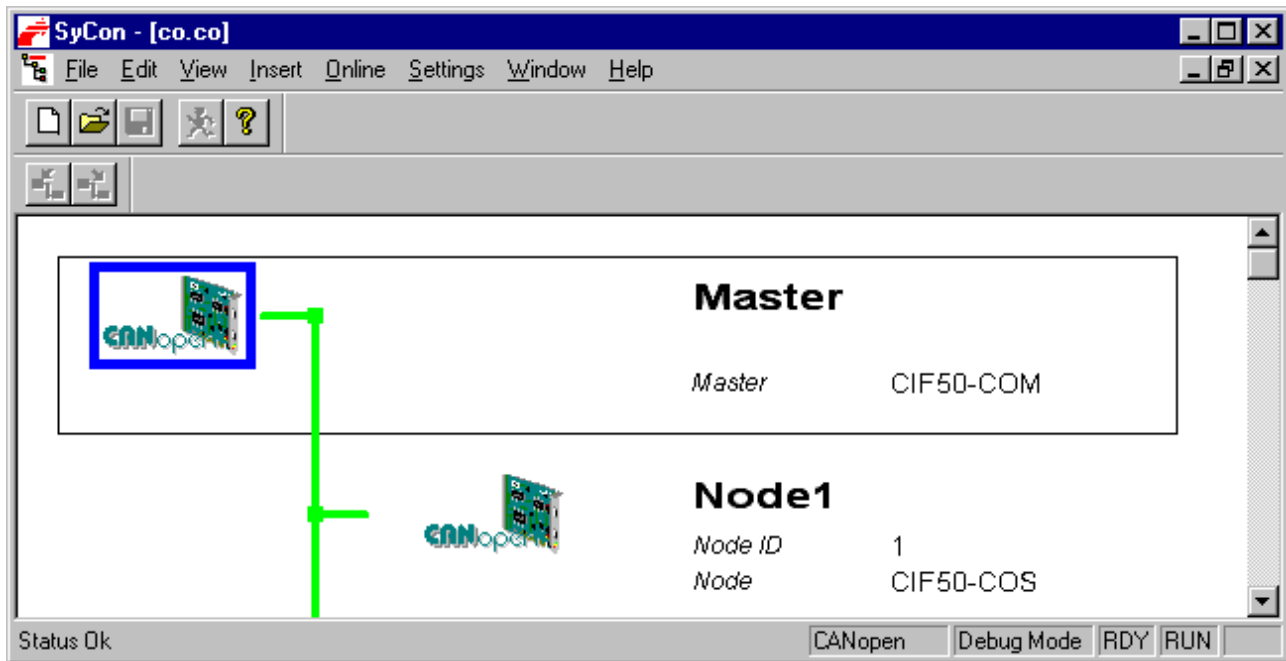 SyCon - [co.co]
File Edit View Insert Online Settings Window Help
CANopen
Master
Master CIF50-COM
CANopen
Node1
Node ID 1
Node CIF50-COS
Status Ok CANopen Debug Mode RDY RUN